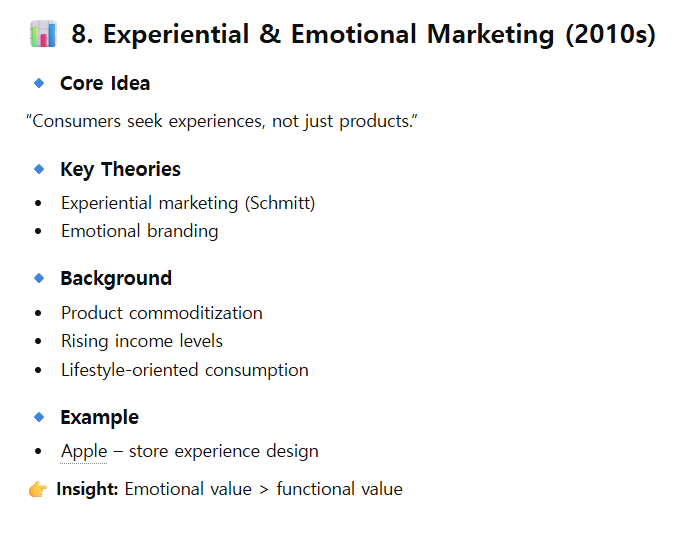 📊 8. Experiential & Emotional Marketing (2010s)
🔹 Core Idea
“Consumers seek experiences, not just products.”
🔹 Key Theories
• Experiential marketing (Schmitt)
• Emotional branding
🔹 Background
• Product commoditization
• Rising income levels
• Lifestyle-oriented consumption
🔹 Example
• Apple – store experience design
👉 Insight: Emotional value > functional value